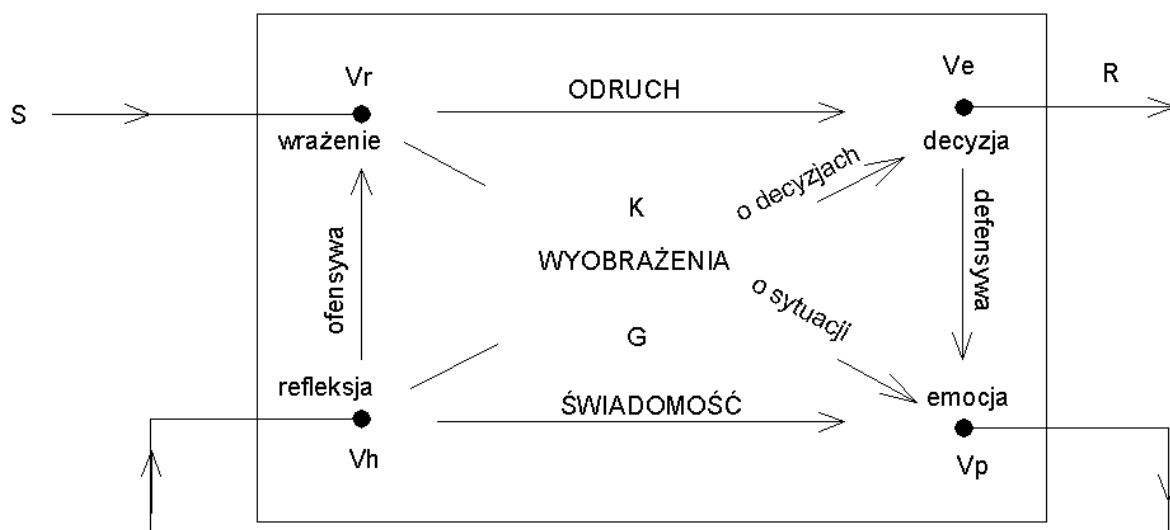 Vr
Ve
R
S
ODRUCH
wrażenie
decyzja
o decyzjach
K
WYOBRAŻENIA
ofensywa
defensywa
o sytuacji
G
refleksja
emocja
ŚWIADOMOŚĆ
Vh
Vp